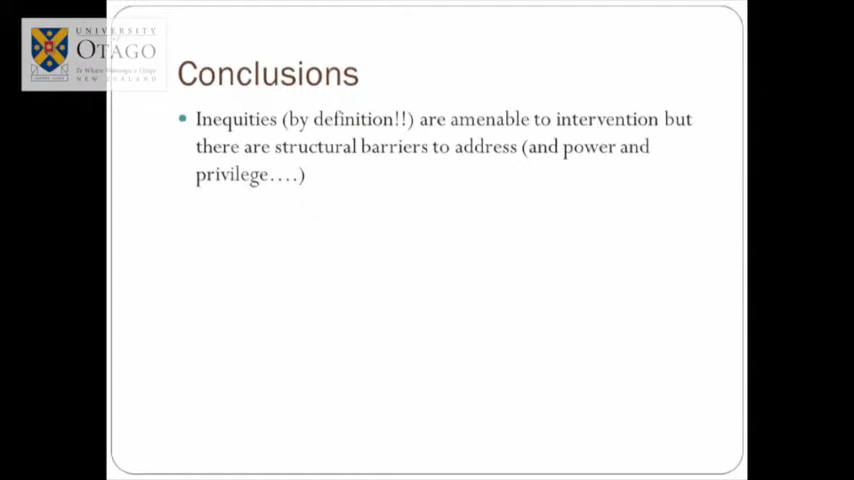 UNIVERSITY
of
OTAGO
Te Whare Wānanga o Otāgo
NEW ZEALAND
Conclusions
• Inequities (by definition!!) are amenable to intervention but
there are structural barriers to address (and power and
privilege….)